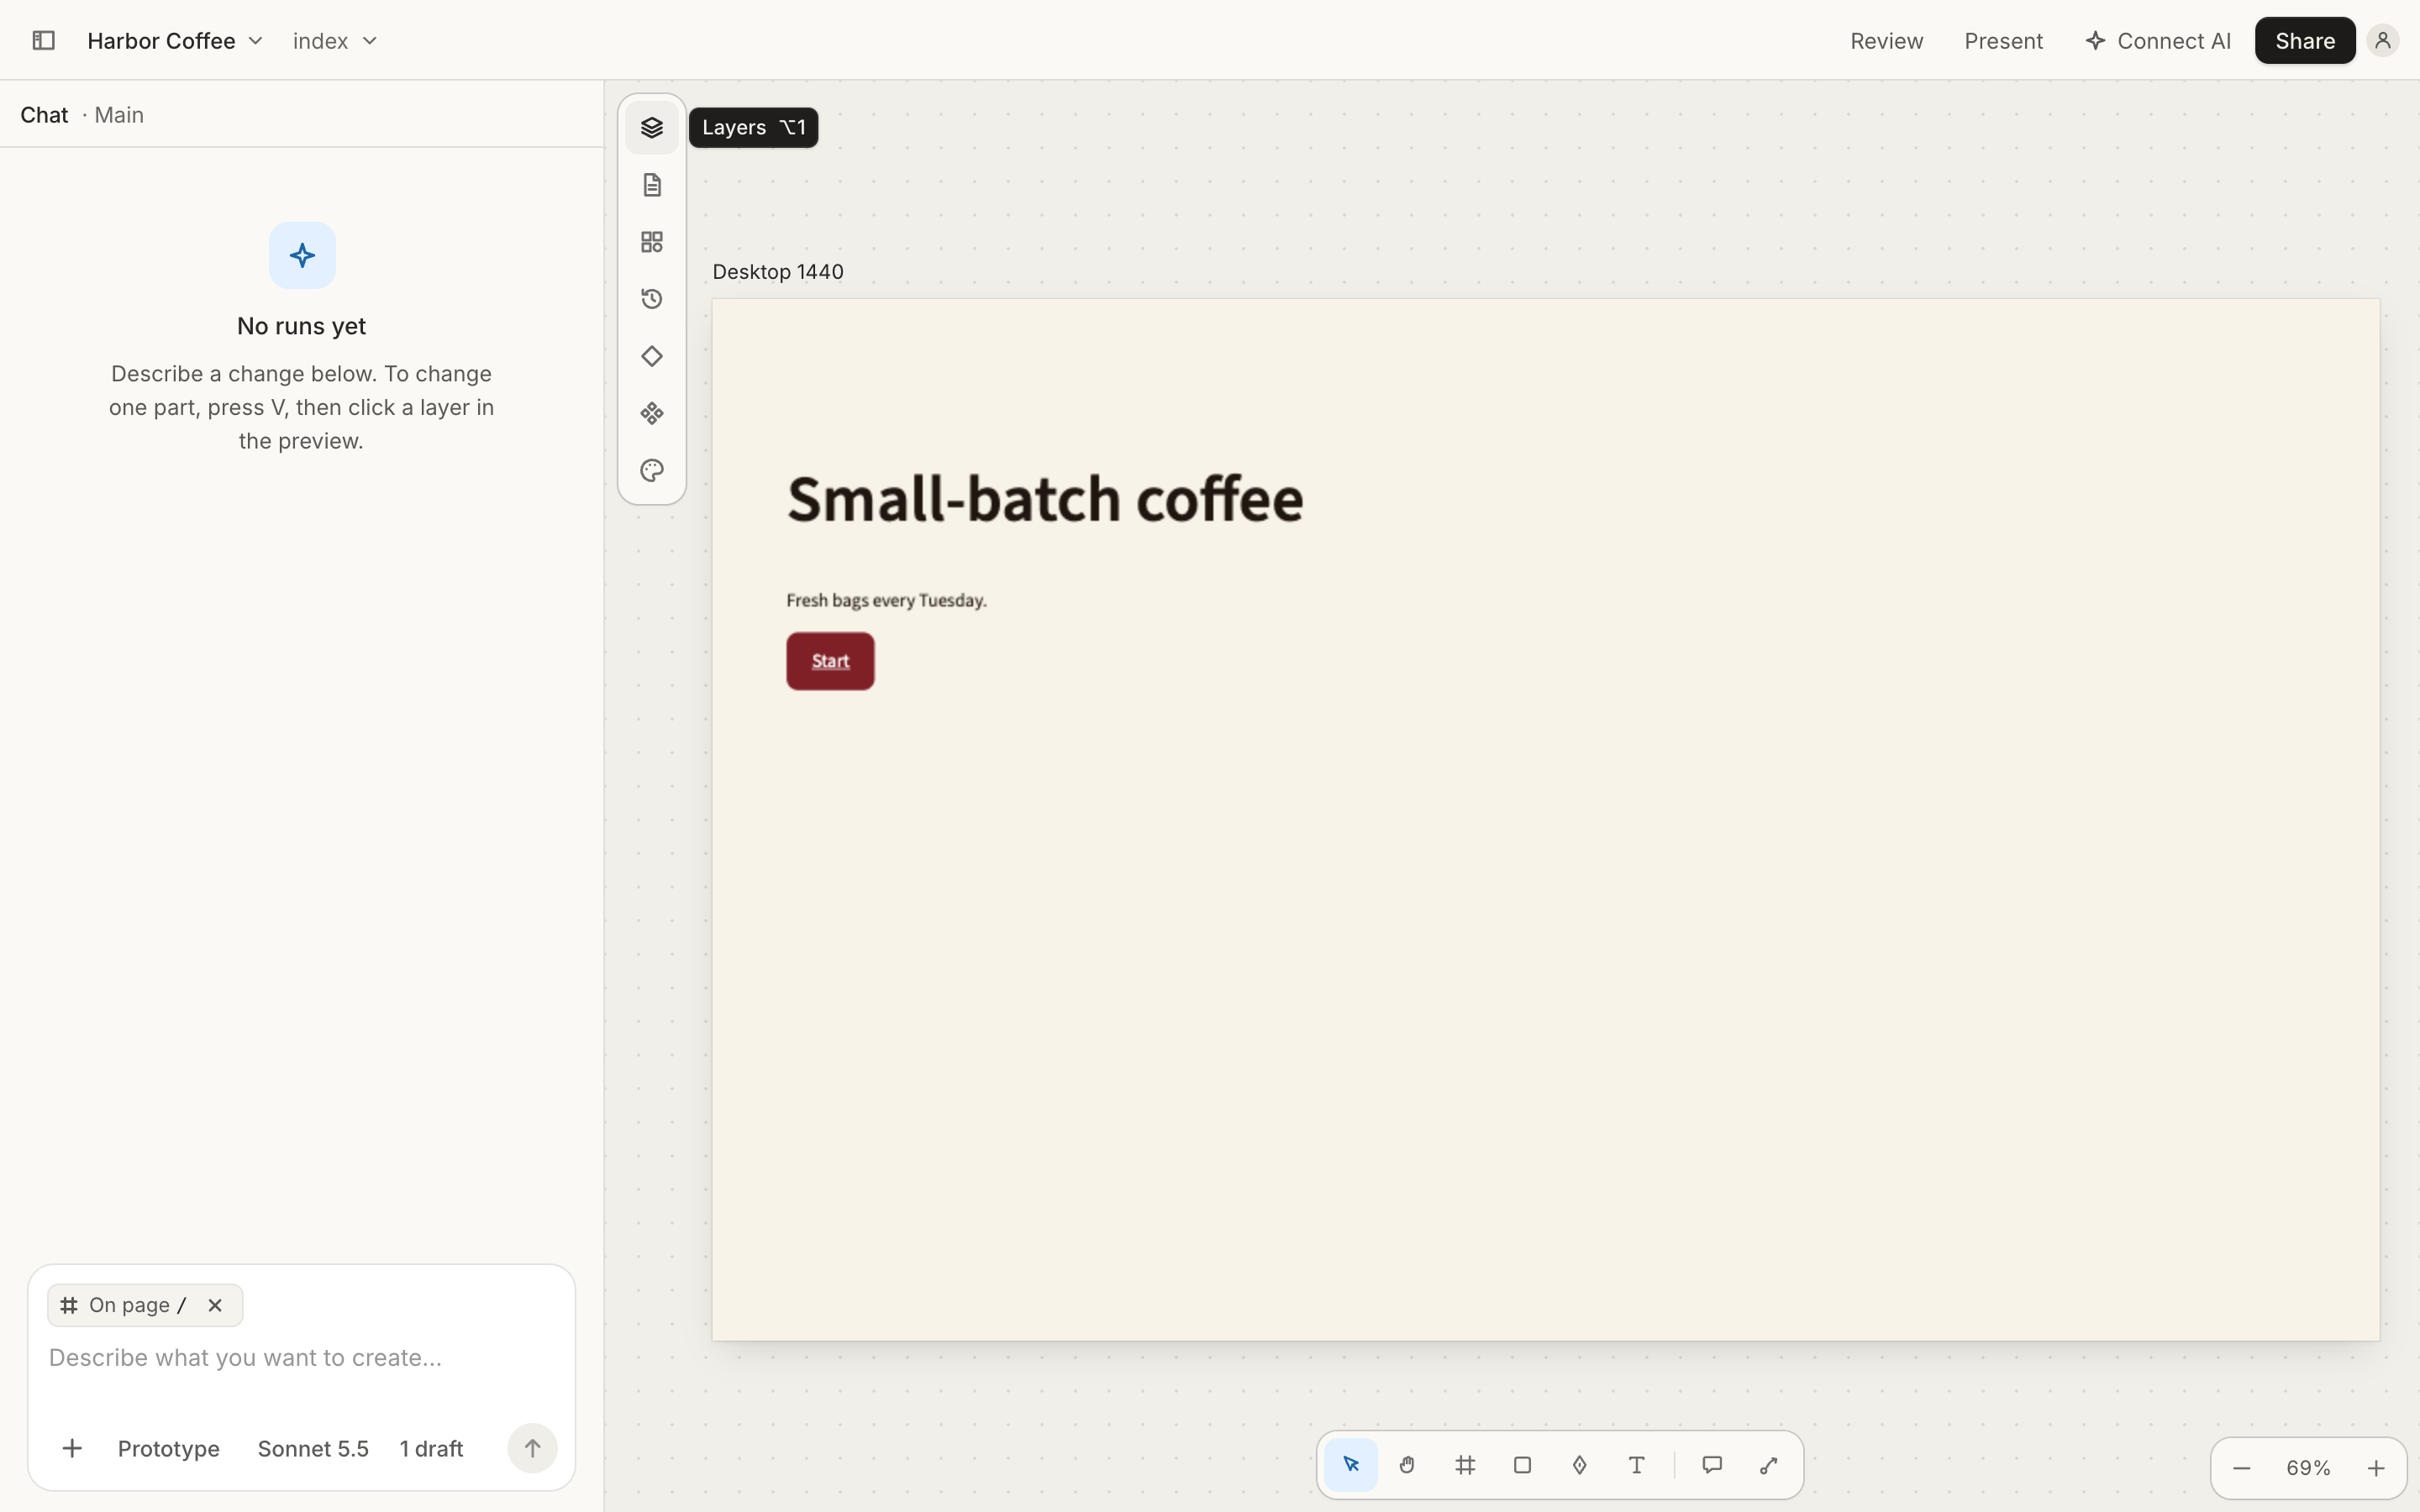 Harbor Coffee
index
Review
Present
Connect AI
Share
Chat · Main
Layers ⌥1
No runs yet
Describe a change below. To change
one part, press V, then click a layer in
the preview.
Desktop 1440
Small-batch coffee
Fresh bags every Tuesday.
Start
On page /
Describe what you want to create...
Prototype
Sonnet 5.5
1 draft
69%